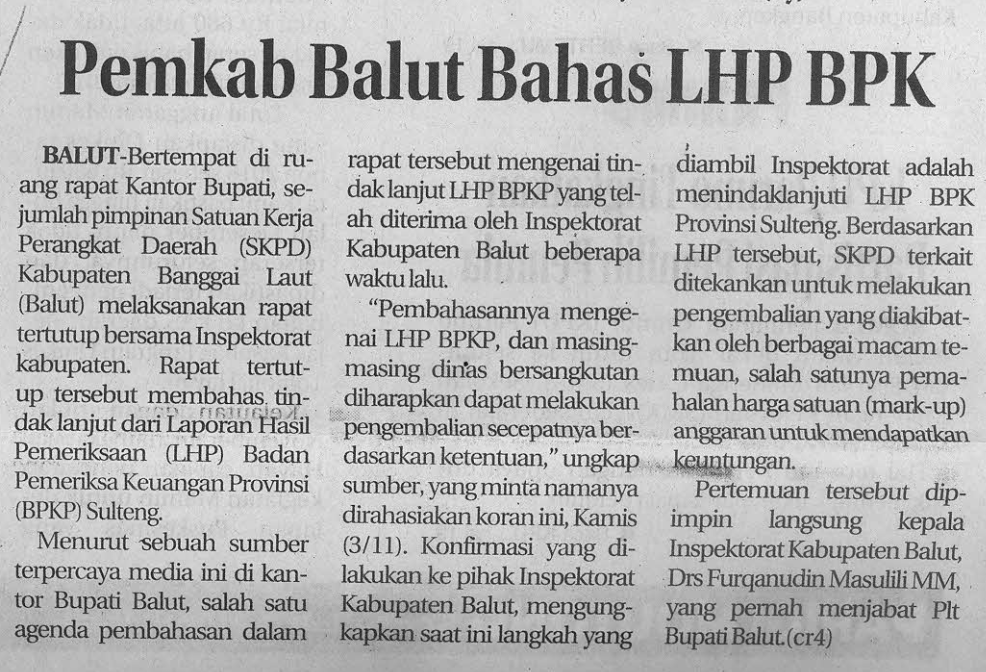 Pemkab Balut Bahas LHP BPK
BALUT-Bertempat di ru-
ang rapat Kantor Bupati, se-
jumlah pimpinan Satuan Kerja
Perangkat Daerah (SKPD)
Kabupaten Banggai Laut
(Balut) melaksanakan rapat
tertutup bersama Inspektorat
kabupaten. Rapat tertut-
up tersebut membahas tin-
dak lanjut dari Laporan Hasil
Pemeriksaan (LHP) Badan
Pemeriksa Keuangan Provinsi
(BPKP) Sulteng.
Menurut sebuah sumber
terpercaya media ini di kan-
tor Bupati Balut, salah satu
agenda pembahasan dalam
rapat tersebut mengenai tin-
dak lanjut LHP BPKP yang tel-
ah diterima oleh Inspektorat
Kabupaten Balut beberapa
waktu lalu.
“Pembahasannya menge-
nai LHP BPKP, dan masing-
masing dinas bersangkutan
diharapkan dapat melakukan
pengembalian secepatnya ber-
dasarkan ketentuan,” ungkap
sumber, yang minta namanya
dirahasiakan koran ini, Kamis
(3/11). Konfirmasi yang di-
lakukan ke pihak Inspektorat
Kabupaten Balut, mengung-
kapkan saat ini langkah yang
diambil Inspektorat adalah
menindaklanjuti LHP BPK
Provinsi Sulteng. Berdasarkan
LHP tersebut, SKPD terkait
ditekankan untuk melakukan
pengembalian yang diakibat-
kan oleh berbagai macam te-
muan, salah satunya pema-
halan harga satuan (mark-up)
anggaran untuk mendapatkan
keuntungan.
Pertemuan tersebut dip-
impin langsung kepala
Inspektorat Kabupaten Balut,
Drs Furqanudin Masulili MM,
yang pernah menjabat Plt
Bupati Balut.(cr4)